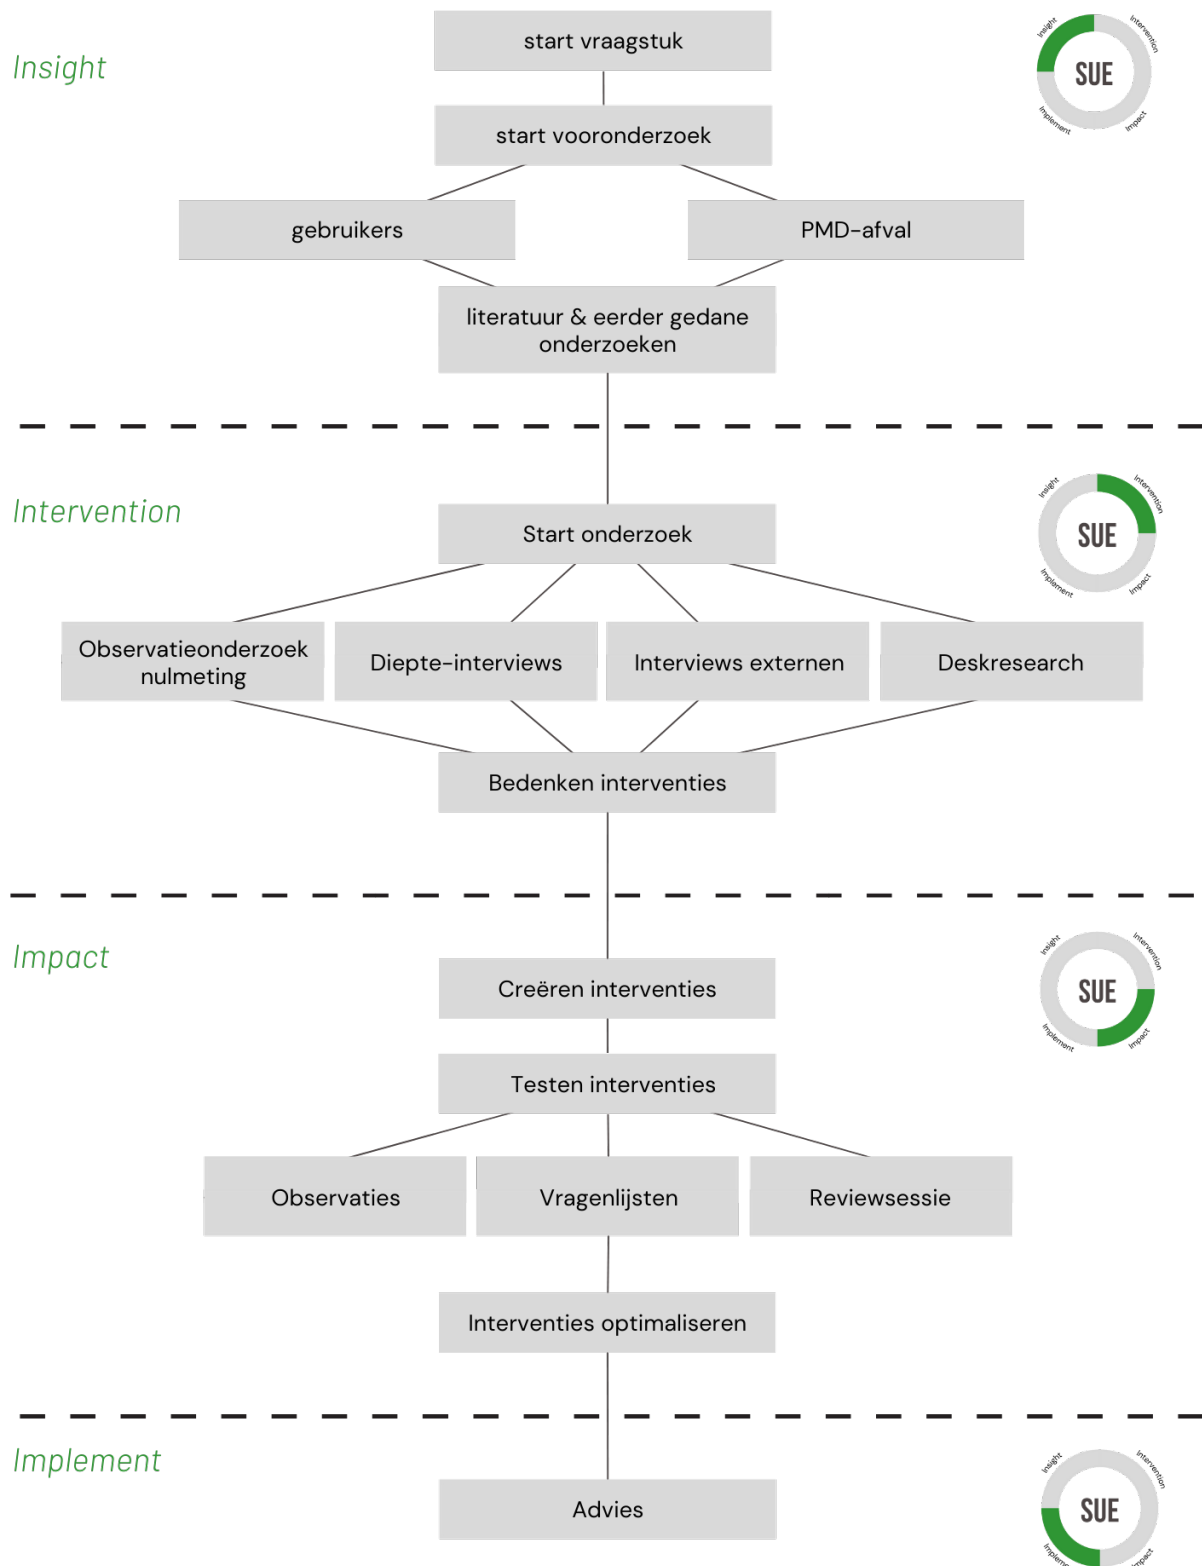 Insight
start vraagstuk
Insight
Intervention
SUE
Implement
Impact
start vooronderzoek
gebruikers
PMD-afval
literatuur & eerder gedane
onderzoeken
Intervention
Insight
Intervention
SUE
Implement
Impact
Start onderzoek
Observatieonderzoek
nulmeting
Diepte-interviews
Interviews externen
Deskresearch
Bedenken interventies
Impact
Insight
Intervention
SUE
Implement
Impact
Creëren interventies
Testen interventies
Observaties
Vragenlijsten
Reviewsessie
Interventies optimaliseren
Implement
Insight
Intervention
SUE
Implement
Impact
Advies